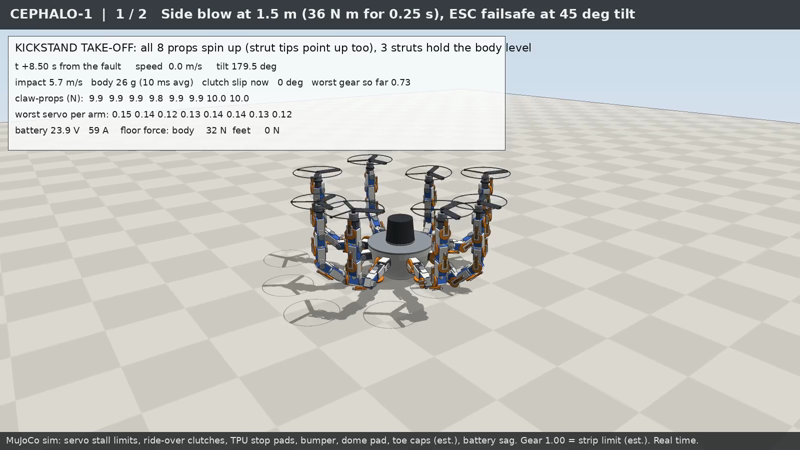 CEPHALO-1 | 1 / 2 Side blow at 1.5 m (36 N m for 0.25 s), ESC failsafe at 45 deg tilt
KICKSTAND TAKE-OFF: all 8 props spin up (strut tips point up too), 3 struts hold the body level
t +8.50 s from the fault speed 0.0 m/s tilt 179.5 deg
impact 5.7 m/s body 26 g (10 ms avg) clutch slip now 0 deg worst gear so far 0.73
claw-props (N): 9.9 9.9 9.9 9.8 9.9 9.9 10.0 10.0
worst servo per arm: 0.15 0.14 0.12 0.13 0.14 0.14 0.13 0.12
battery 23.9 V 59 A floor force: body 32 N feet 0 N
MuJoCo sim: servo stall limits, ride-over clutches, TPU stop pads, bumper, dome pad, toe caps (est.), battery sag. Gear 1.00 = strip limit (est.). Real time.